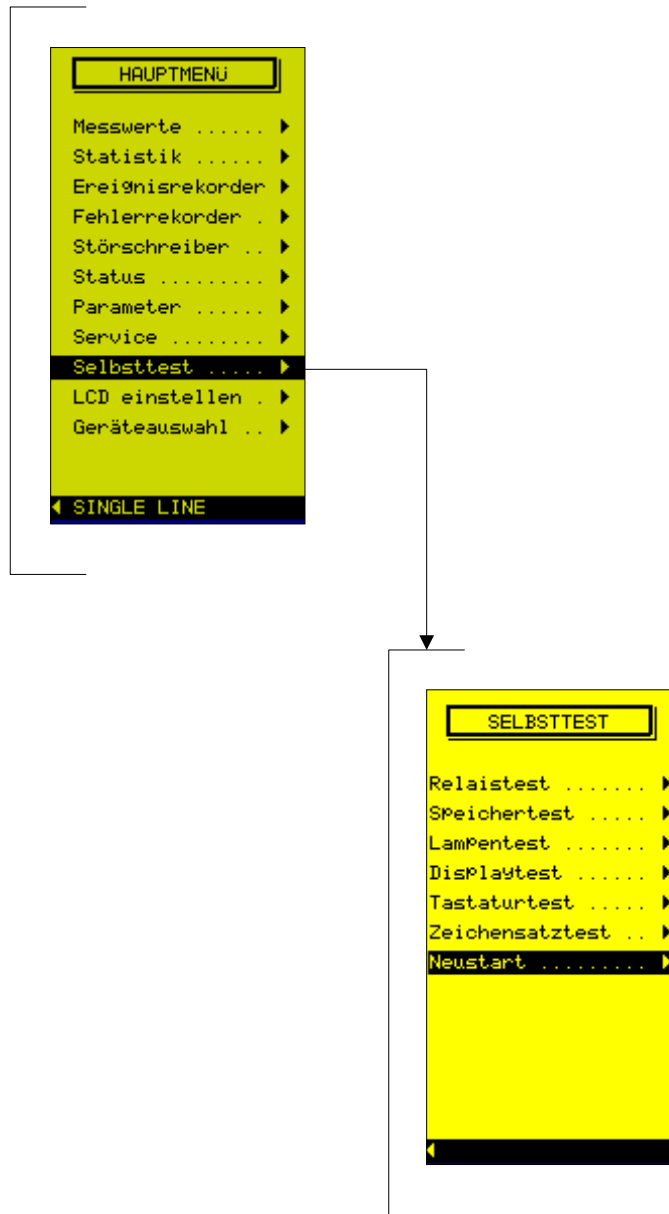 HAUPTMENü
Messwerte ...... ▶
Statistik ...... ▶
Ereignisrekorder ▶
Fehlerrekorder . ▶
Störschreiber .. ▶
Status ......... ▶
Parameter ...... ▶
Service ........ ▶
Selbsttest ..... ▶
LCD einstellen . ▶
Geräteauswahl .. ▶
◀ SINGLE LINE
SELBSTTEST
Relaistest ....... ▶
Speichertest ..... ▶
Lampentest ....... ▶
Displaytest ...... ▶
Tastaturtest ..... ▶
Zeichensatztest .. ▶
Neustart ......... ▶